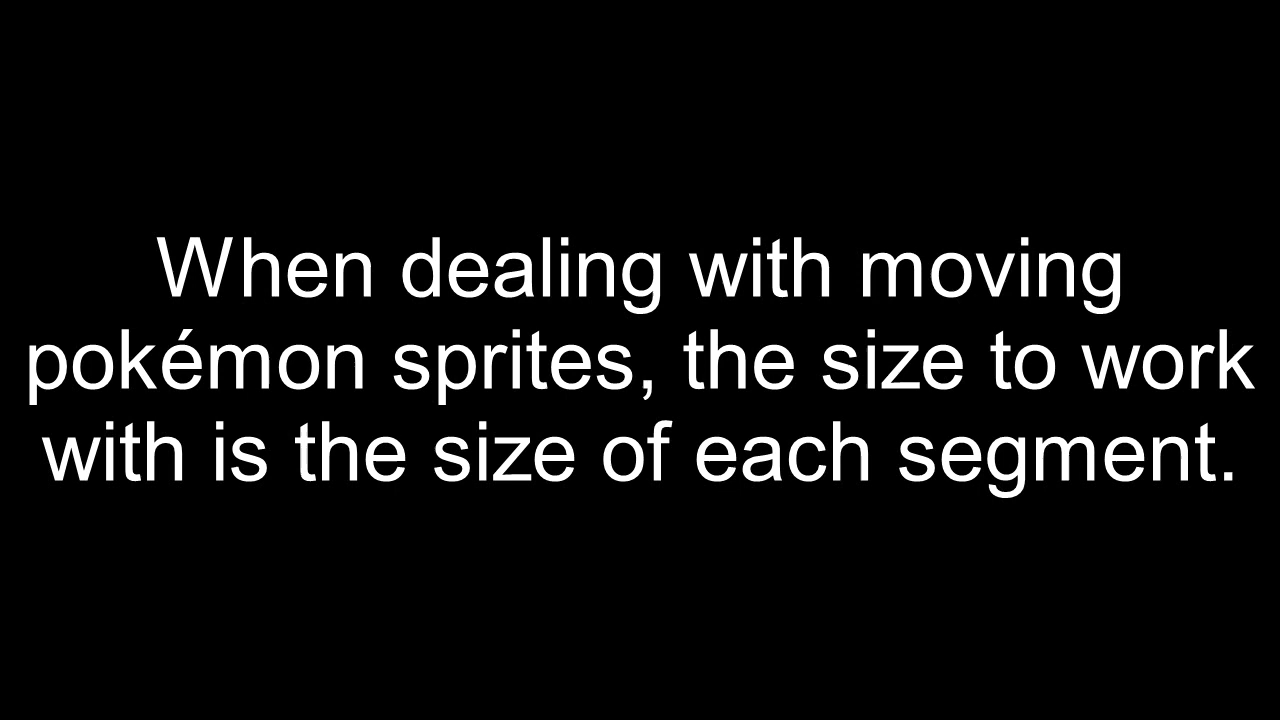 When dealing with moving
pokémon sprites, the size to work
with is the size of each segment.